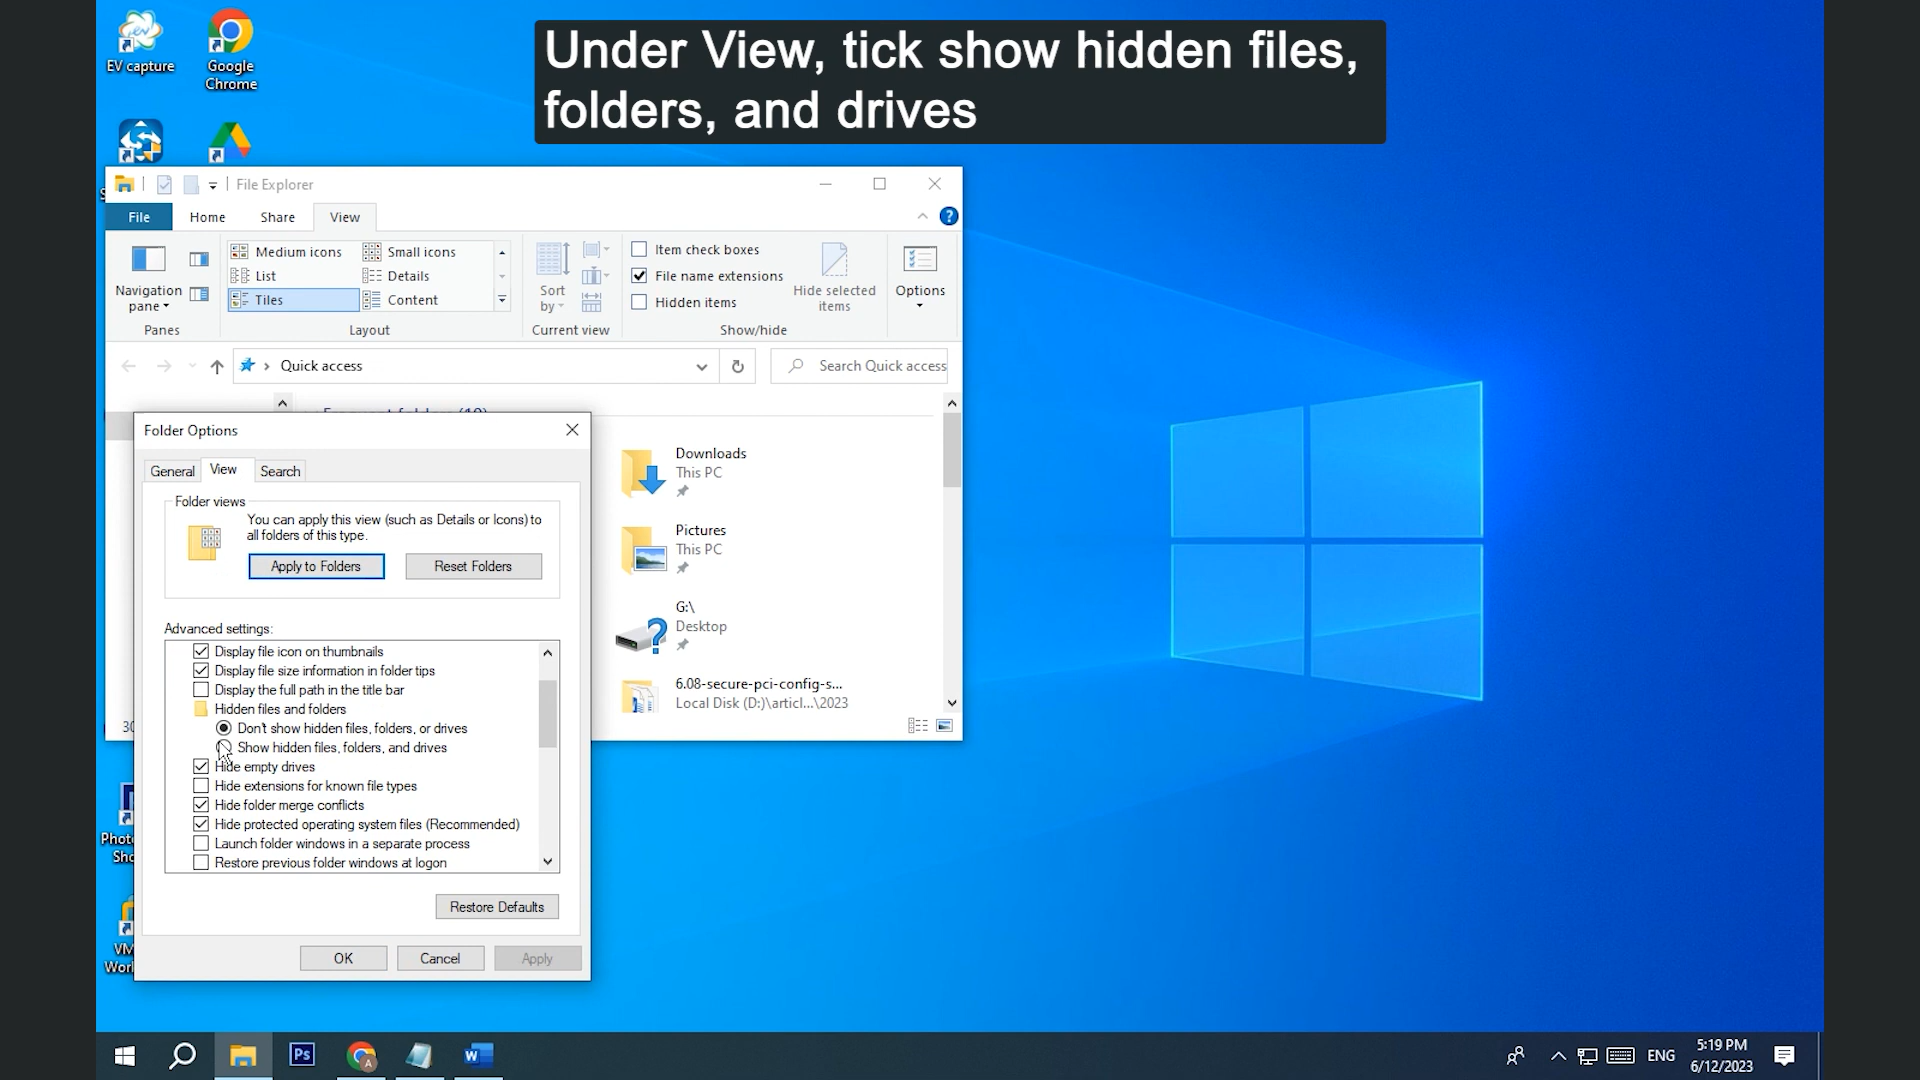 Under View, tick show hidden files,
folders, and drives
EV capture
Google
Chrome
File Explorer
File
Home
Share
View
Navigation
pane
Panes
Medium icons
Small icons
List
Details
Tiles
Content
Layout
Sort
by
Current view
Item check boxes
File name extensions
Hidden items
Hide selected
items
Show/hide
Options
Quick access
Search Quick access
Folder Options
General
View
Search
Folder views
You can apply this view (such as Details or Icons) to
all folders of this type.
Apply to Folders
Reset Folders
Advanced settings:
Display file icon on thumbnails
Display file size information in folder tips
Display the full path in the title bar
Hidden files and folders
Don't show hidden files, folders, or drives
Show hidden files, folders, and drives
Hide empty drives
Hide extensions for known file types
Hide folder merge conflicts
Hide protected operating system files (Recommended)
Launch folder windows in a separate process
Restore previous folder windows at logon
Restore Defaults
OK
Cancel
Apply
Downloads
This PC
Pictures
This PC
G:\
Desktop
6.08-secure-pci-config-s...
Local Disk (D:)\articl...\2023
Ps
ENG
5:19 PM
6/12/2023